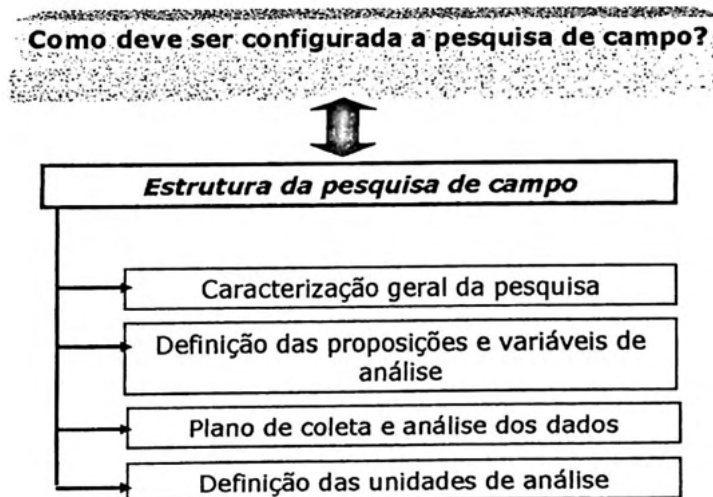 Como deve ser configurada a pesquisa de campo?
Estrutura da pesquisa de campo
Caracterização geral da pesquisa
Definição das proposições e variáveis de
análise
Plano de coleta e análise dos dados
Definição das unidades de análise